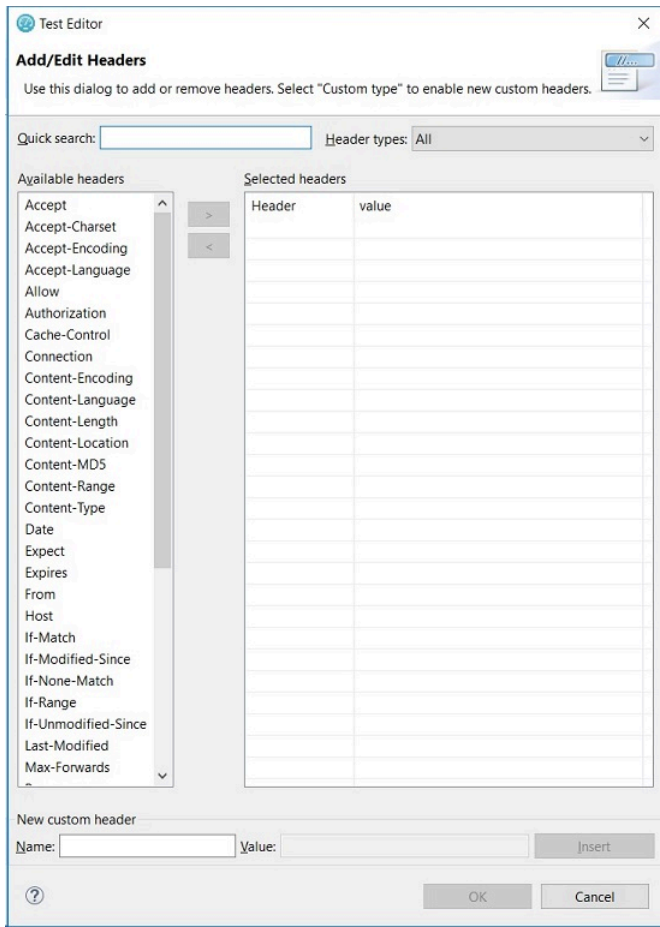 Test Editor
Add/Edit Headers
Use this dialog to add or remove headers. Select "Custom type" to enable new custom headers.
Quick search:
Header types: All
Available headers
Selected headers
Accept
Accept-Charset
Accept-Encoding
Accept-Language
Allow
Authorization
Cache-Control
Connection
Content-Encoding
Content-Language
Content-Length
Content-Location
Content-MD5
Content-Range
Content-Type
Date
Expect
Expires
From
Host
If-Match
If-Modified-Since
If-None-Match
If-Range
If-Unmodified-Since
Last-Modified
Max-Forwards
>
<
Header value
New custom header
Name:
Value:
Insert
?
OK
Cancel